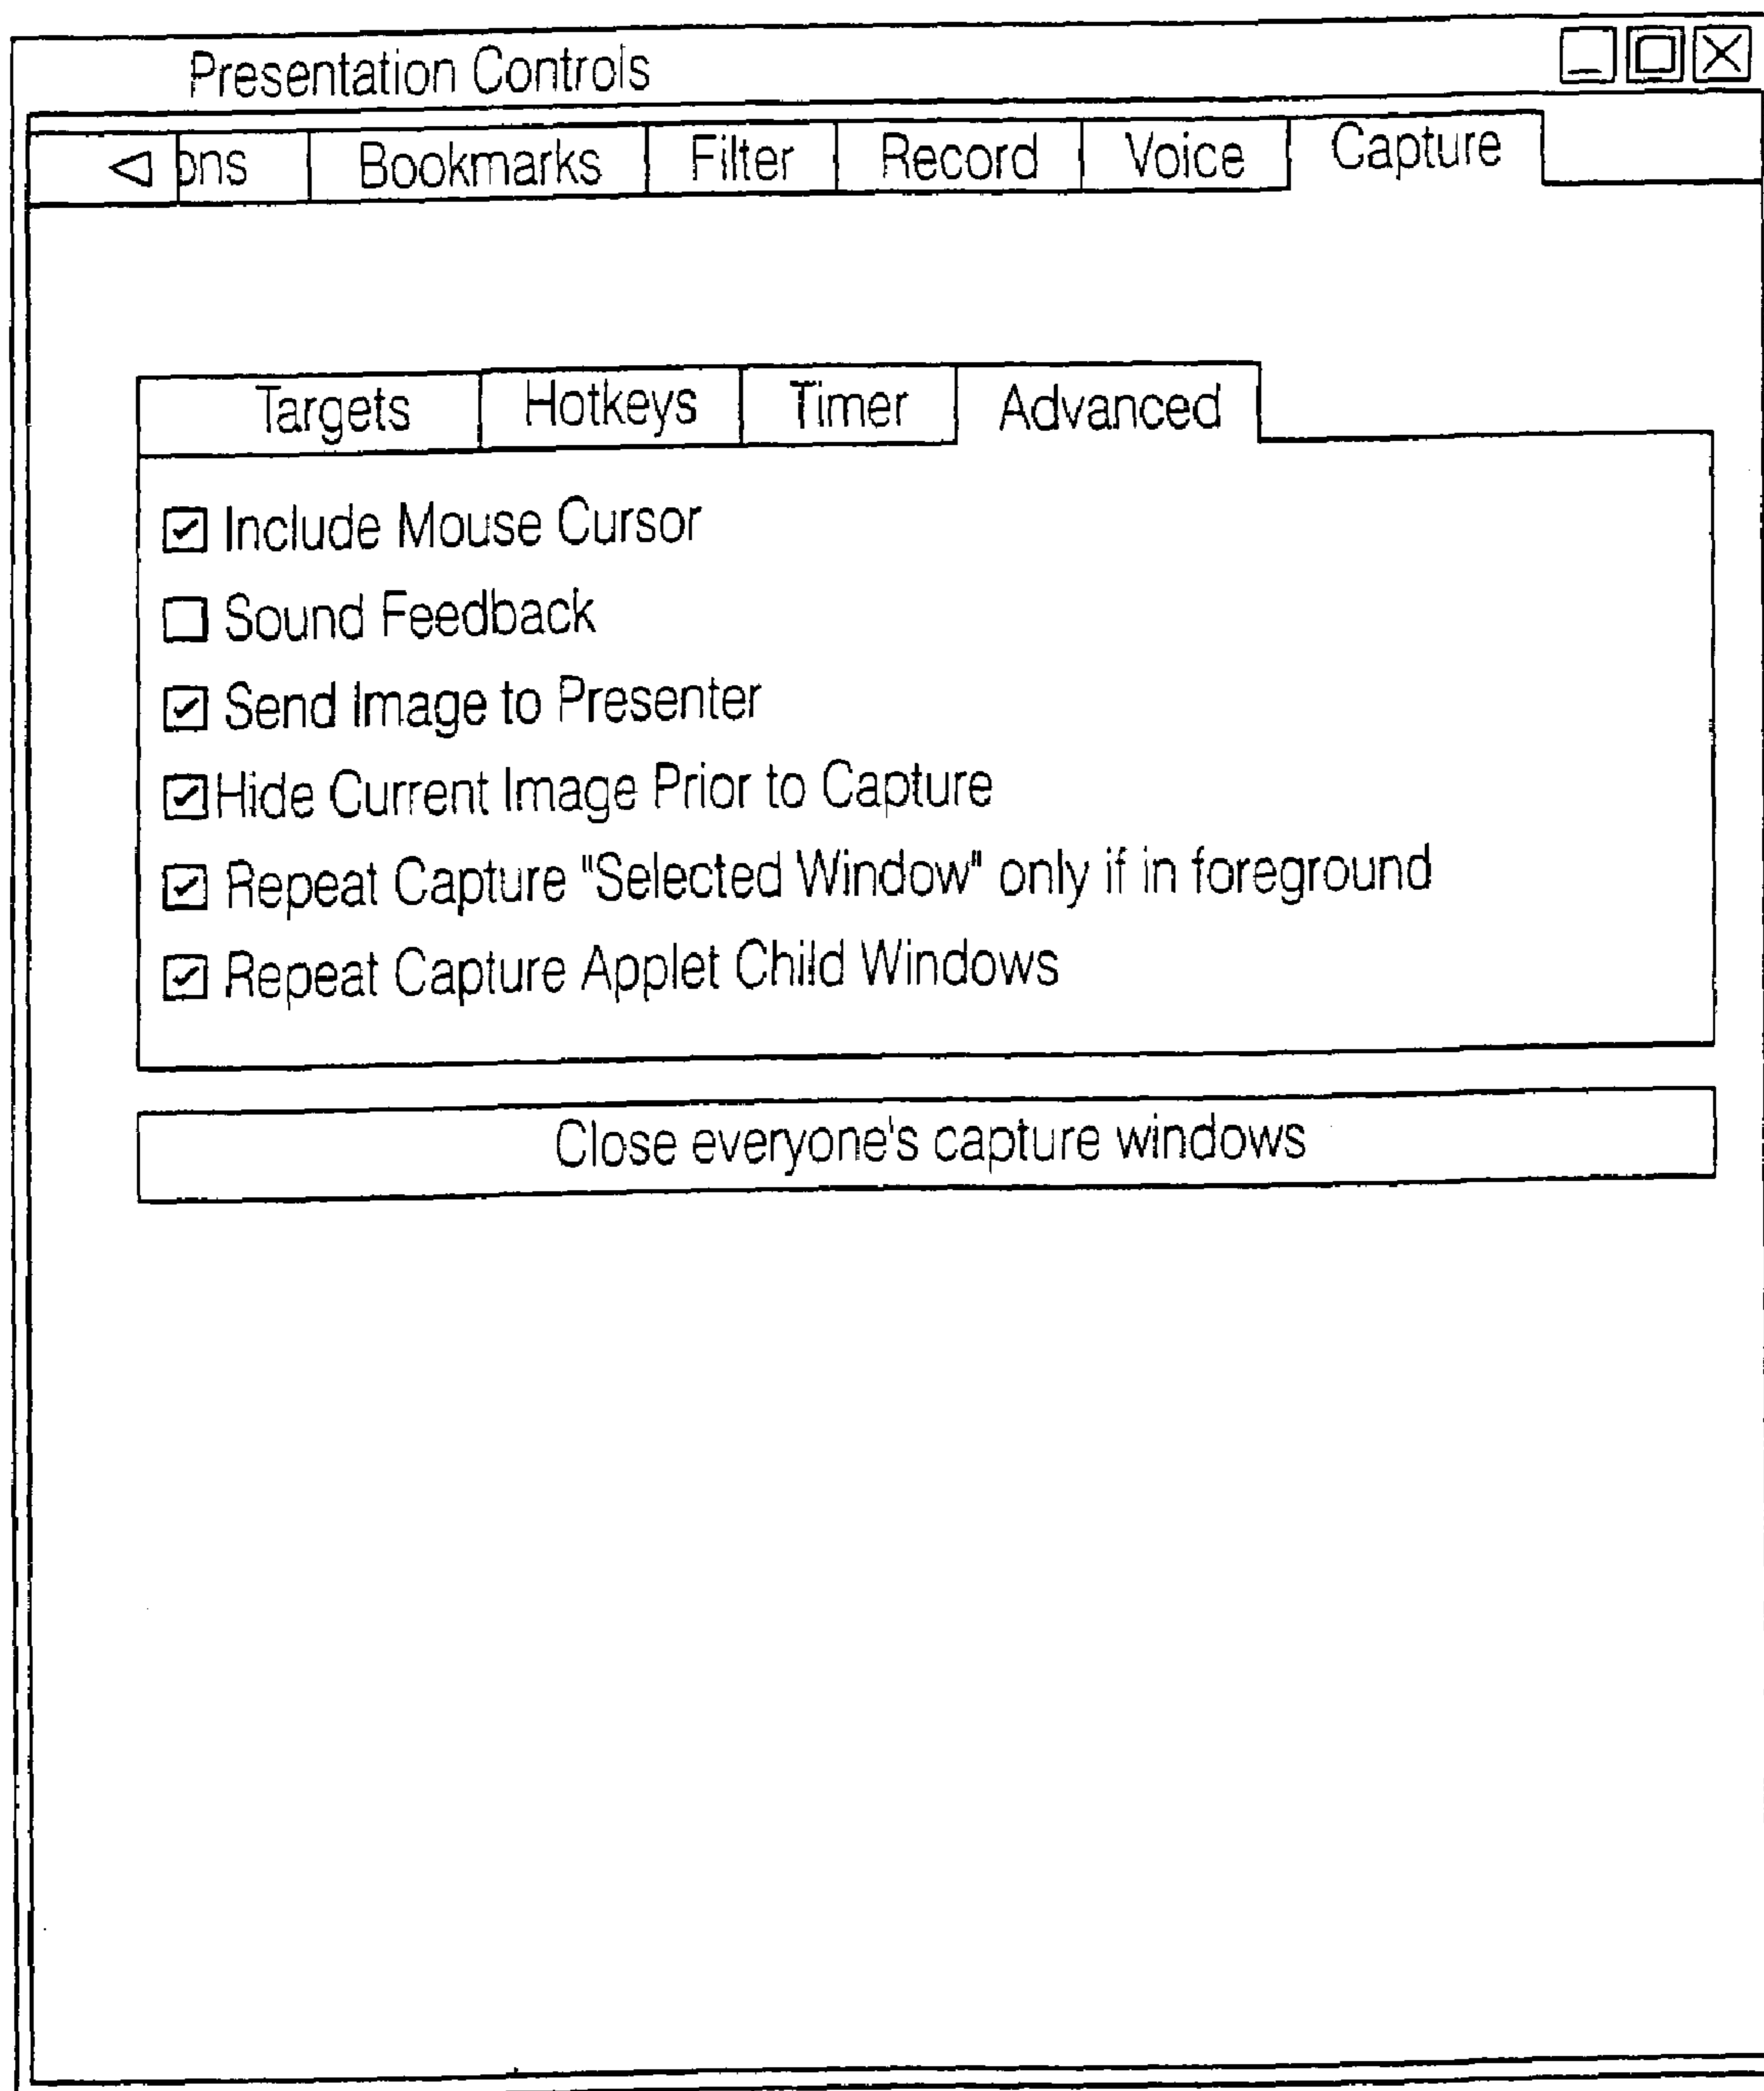 Presentation Controls
ons Bookmarks Filter Record Voice Capture
Targets Hotkeys Timer Advanced
Include Mouse Cursor
Sound Feedback
Send Image to Presenter
Hide Current Image Prior to Capture
Repeat Capture "Selected Window" only if in foreground
Repeat Capture Applet Child Windows
Close everyone's capture windows